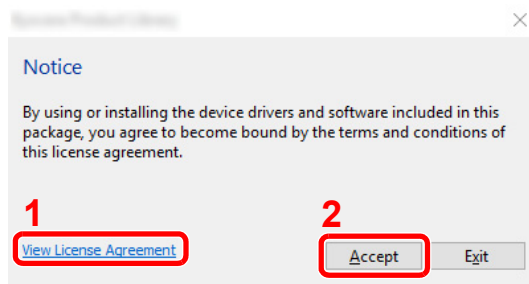 Notice
By using or installing the device drivers and software included in this
package, you agree to become bound by the terms and conditions of
this license agreement.
1
2
View License Agreement
Accept
Exit